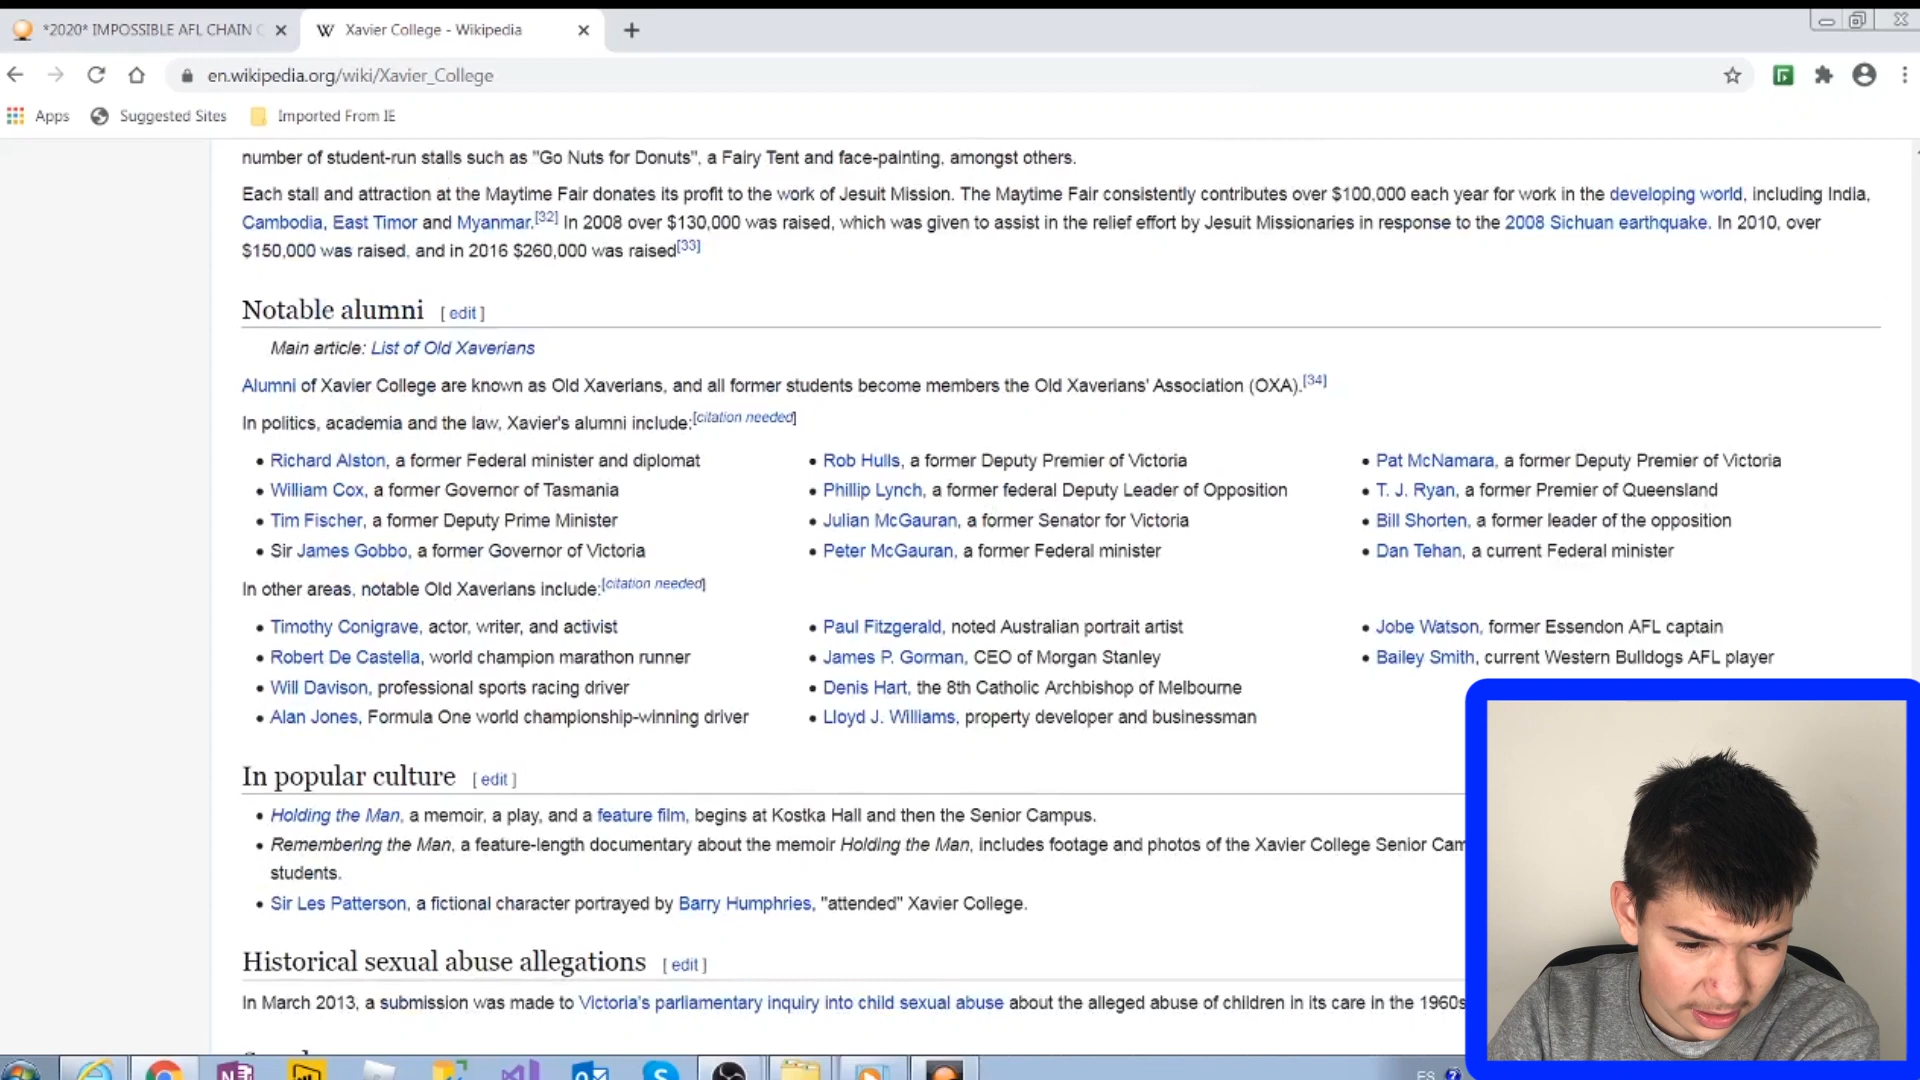 *2020* IMPOSSIBLE AFL CHAIN
Xavier College - Wikipedia
en.wikipedia.org/wiki/Xavier_College
Apps Suggested Sites Imported From IE
number of student-run stalls such as "Go Nuts for Donuts", a Fairy Tent and face-painting, amongst others.
Each stall and attraction at the Maytime Fair donates its profit to the work of Jesuit Mission. The Maytime Fair consistently contributes over $100,000 each year for work in the developing world, including India,
Cambodia, East Timor and Myanmar.[32] In 2008 over $130,000 was raised, which was given to assist in the relief effort by Jesuit Missionaries in response to the 2008 Sichuan earthquake. In 2010, over
$150,000 was raised, and in 2016 $260,000 was raised[33]
Notable alumni [ edit ]
Main article: List of Old Xaverians
Alumni of Xavier College are known as Old Xaverians, and all former students become members the Old Xaverians' Association (OXA).[34]
In politics, academia and the law, Xavier's alumni include:[citation needed]
• Richard Alston, a former Federal minister and diplomat
• William Cox, a former Governor of Tasmania
• Tim Fischer, a former Deputy Prime Minister
• Sir James Gobbo, a former Governor of Victoria
• Rob Hulls, a former Deputy Premier of Victoria
• Phillip Lynch, a former federal Deputy Leader of Opposition
• Julian McGauran, a former Senator for Victoria
• Peter McGauran, a former Federal minister
• Pat McNamara, a former Deputy Premier of Victoria
• T. J. Ryan, a former Premier of Queensland
• Bill Shorten, a former leader of the opposition
• Dan Tehan, a current Federal minister
In other areas, notable Old Xaverians include:[citation needed]
• Timothy Conigrave, actor, writer, and activist
• Robert De Castella, world champion marathon runner
• Will Davison, professional sports racing driver
• Alan Jones, Formula One world championship-winning driver
• Paul Fitzgerald, noted Australian portrait artist
• James P. Gorman, CEO of Morgan Stanley
• Denis Hart, the 8th Catholic Archbishop of Melbourne
• Lloyd J. Williams, property developer and businessman
• Jobe Watson, former Essendon AFL captain
• Bailey Smith, current Western Bulldogs AFL player
In popular culture [ edit ]
• Holding the Man, a memoir, a play, and a feature film, begins at Kostka Hall and then the Senior Campus.
• Remembering the Man, a feature-length documentary about the memoir Holding the Man, includes footage and photos of the Xavier College Senior Cam
students.
• Sir Les Patterson, a fictional character portrayed by Barry Humphries, "attended" Xavier College.
Historical sexual abuse allegations [ edit ]
In March 2013, a submission was made to Victoria's parliamentary inquiry into child sexual abuse about the alleged abuse of children in its care in the 1960s
ES